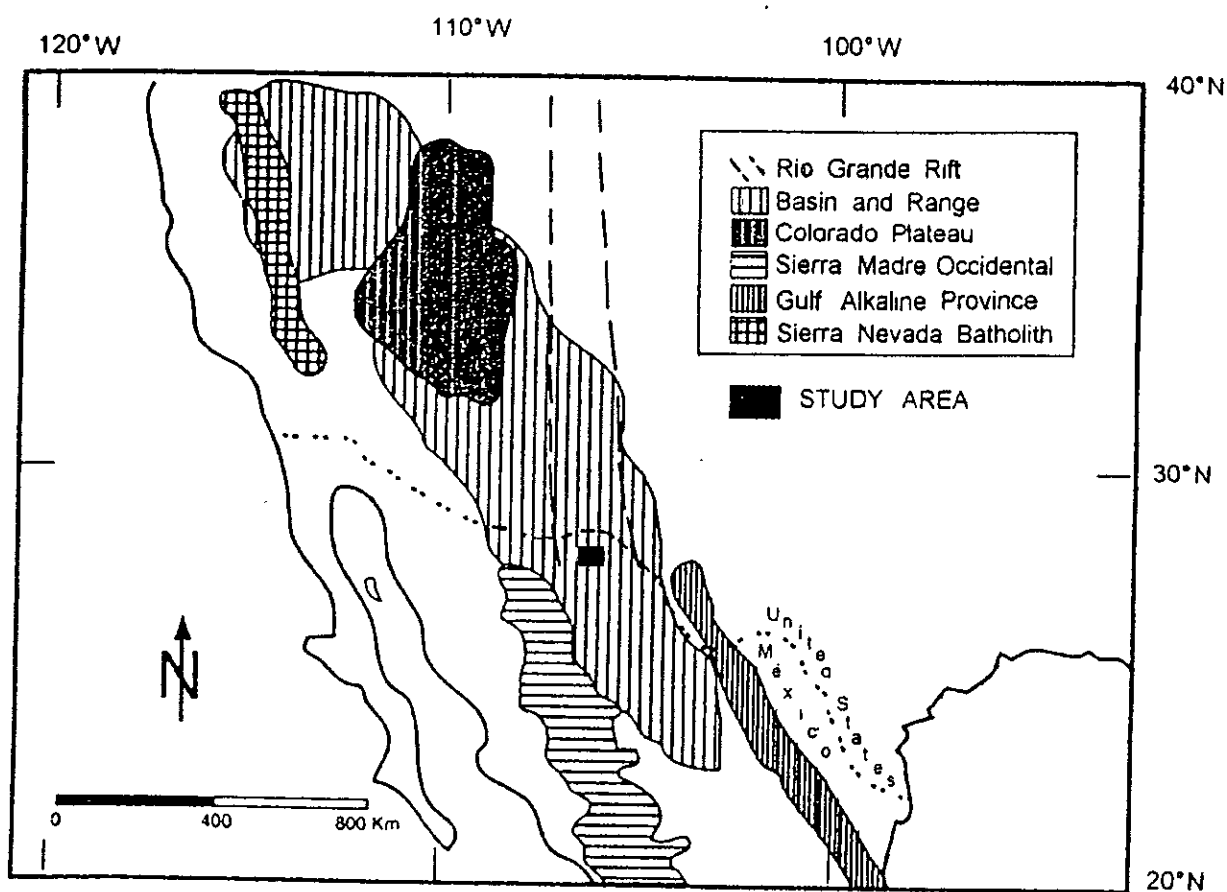 120°W
110°W
100°W
40°N
Rio Grande Rift
Basin and Range
Colorado Plateau
Sierra Madre Occidental
Gulf Alkaline Province
Sierra Nevada Batholith
STUDY AREA
30°N
United States
México
N
0 400 800 Km
20°N